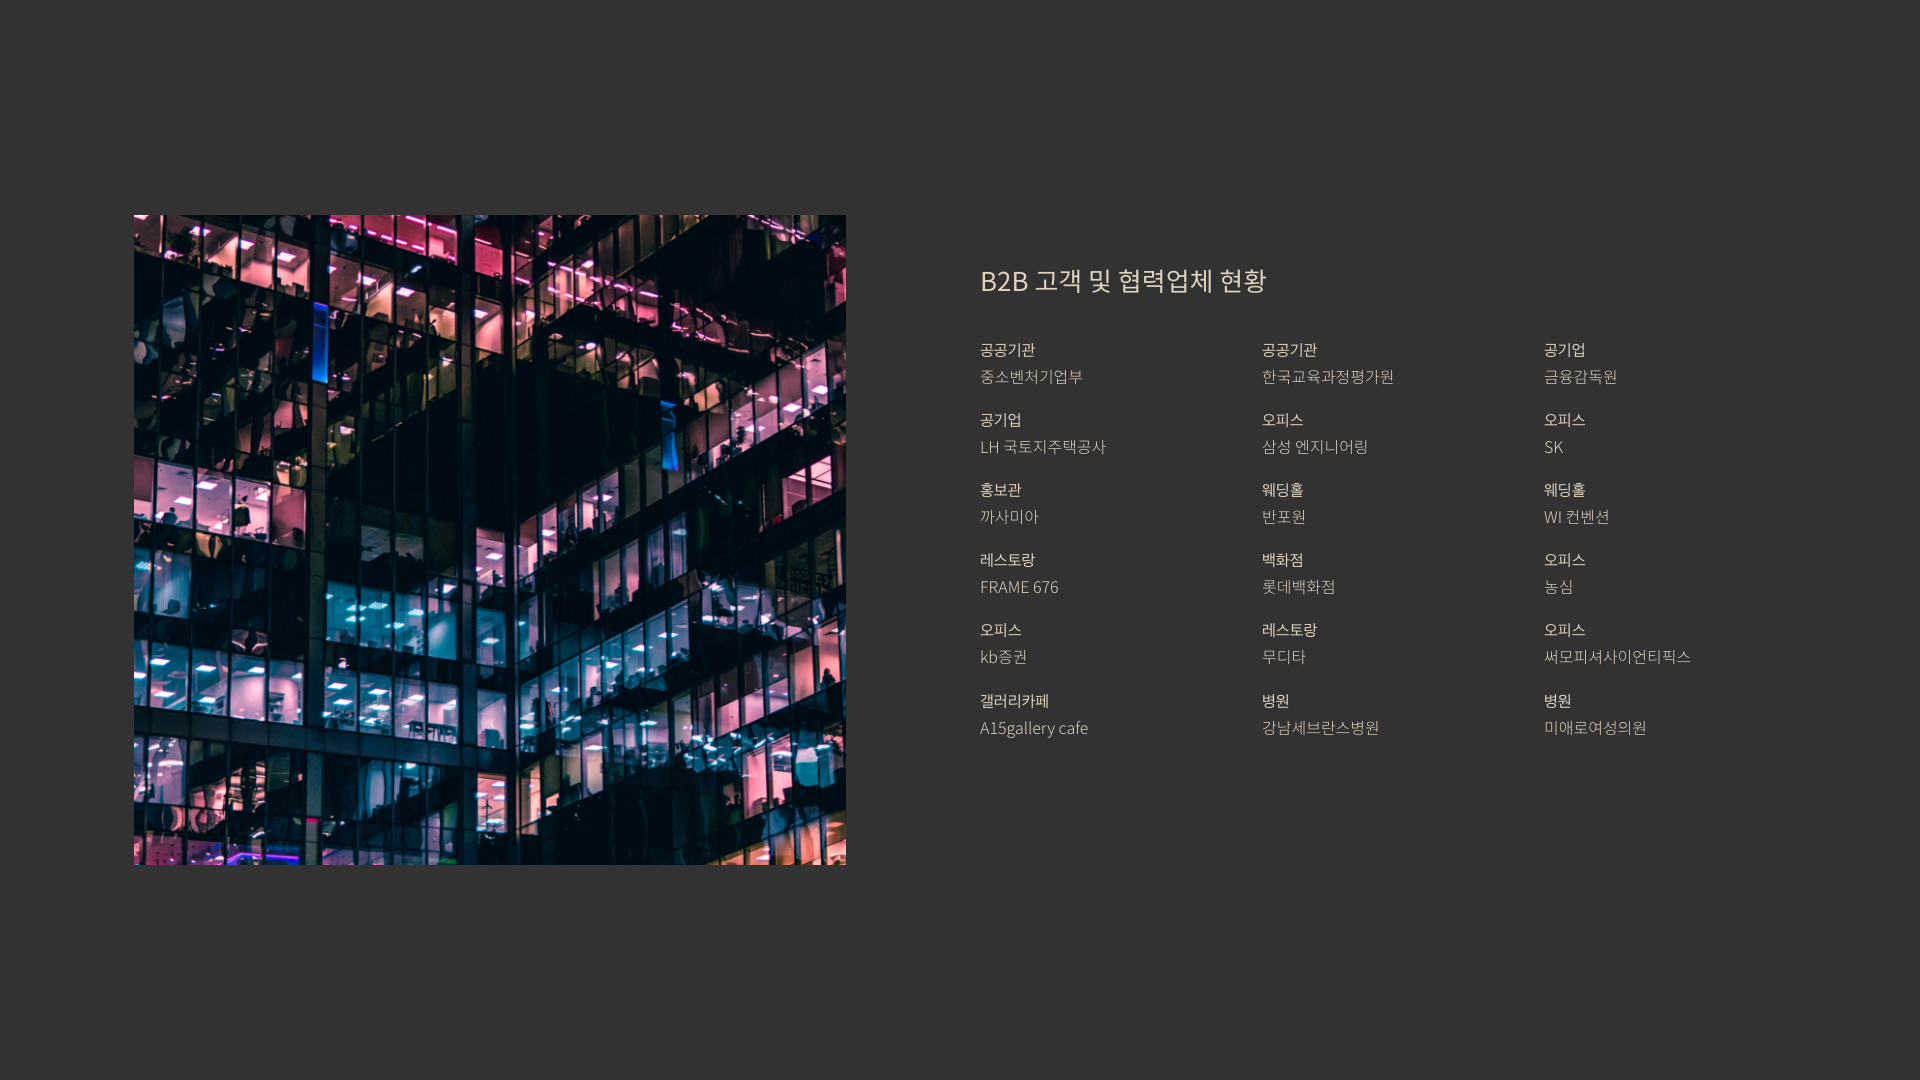 B2B 고객 및 협력업체 현황
공공기관
중소벤처기업부
공공기관
한국교육과정평가원
공기업
금융감독원
공기업
LH 국토지주택공사
오피스
삼성 엔지니어링
오피스
SK
홍보관
까사미아
웨딩홀
반포원
웨딩홀
WI 컨벤션
레스토랑
FRAME 676
백화점
롯데백화점
오피스
농심
오피스
kb증권
레스토랑
무디타
오피스
써모피셔사이언티픽스
갤러리카페
A15gallery cafe
병원
강남세브란스병원
병원
미애로여성의원